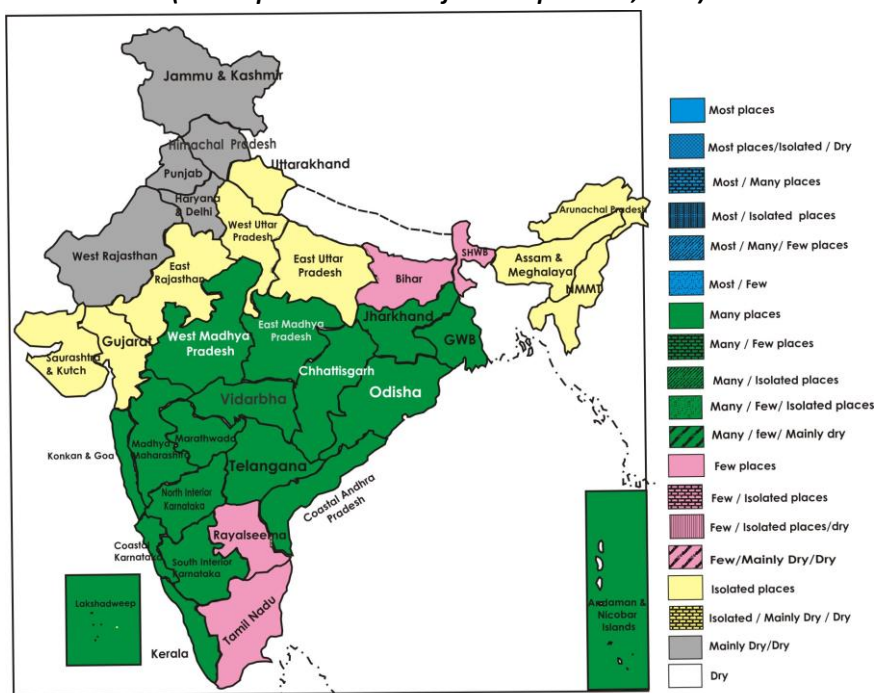 Jammu & Kashmir
Himachal Pradesh
Uttarakhand
Punjab
Haryana
& Delhi
West Uttar
Pradesh
Arunachal Pradesh
West Rajasthan
East
Rajasthan
East Uttar
Pradesh
Bihar
SHWB
Assam &
Meghalaya
NMMT
Saurashtra
& Kutch
Gujarat
West Madhya
Pradesh
East Madhya
Pradesh
Jharkhand
GWB
Chhattisgarh
Odisha
Vidarbha
Konkan & Goa
Madhya
Maharashtra
Marathwada
Telangana
North Interior
Karnataka
Coastal Andhra
Pradesh
Rayalseema
Coastal
Karnataka
South Interior
Karnataka
Lakshadweep
Kerala
Tamil Nadu
Andaman &
Nicobar
Islands
Most places
Most places/Isolated / Dry
Most / Many places
Most / Isolated places
Most / Many/ Few places
Most / Few
Many places
Many / Few places
Many / Isolated places
Many / Few/ Isolated places
Many / few/ Mainly dry
Few places
Few / Isolated places
Few / Isolated places/dry
Few/Mainly Dry/Dry
Isolated places
Isolated / Mainly Dry / Dry
Mainly Dry/Dry
Dry